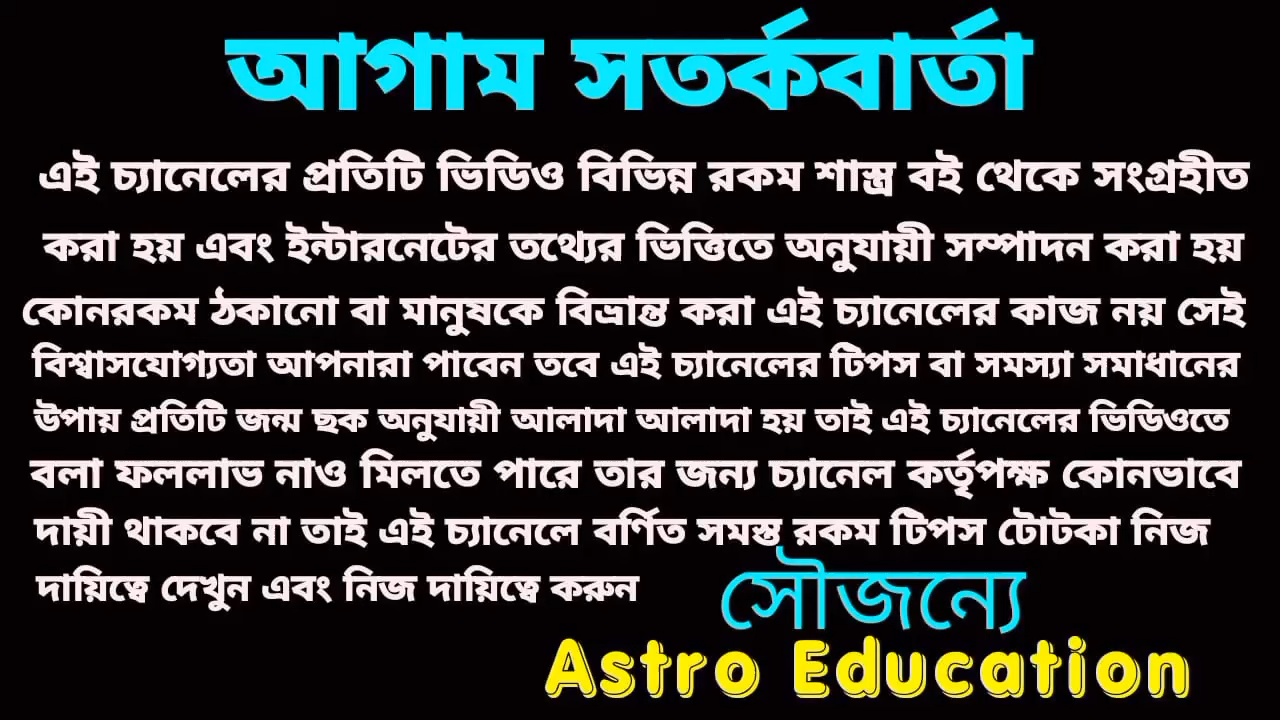 আগাম সতর্কবার্তা
এই চ্যানেলের প্রতিটি ভিডিও বিভিন্ন রকম শাস্ত্র বই থেকে সংগ্রহীত
করা হয় এবং ইন্টারনেটের তথ্যের ভিত্তিতে অনুযায়ী সম্পাদন করা হয়
কোনরকম ঠকানো বা মানুষকে বিভ্রান্ত করা এই চ্যানেলের কাজ নয় সেই
বিশ্বাসযোগ্যতা আপনারা পাবেন তবে এই চ্যানেলের টিপস বা সমস্যা সমাধানের
উপায় প্রতিটি জন্ম ছক অনুযায়ী আলাদা আলাদা হয় তাই এই চ্যানেলের ভিডিওতে
বলা ফললাভ নাও মিলতে পারে তার জন্য চ্যানেল কর্তৃপক্ষ কোনভাবে
দায়ী থাকবে না তাই এই চ্যানেলে বর্ণিত সমস্ত রকম টিপস টোটকা নিজ
দায়িত্বে দেখুন এবং নিজ দায়িত্বে করুন
সৌজন্যে
Astro Education